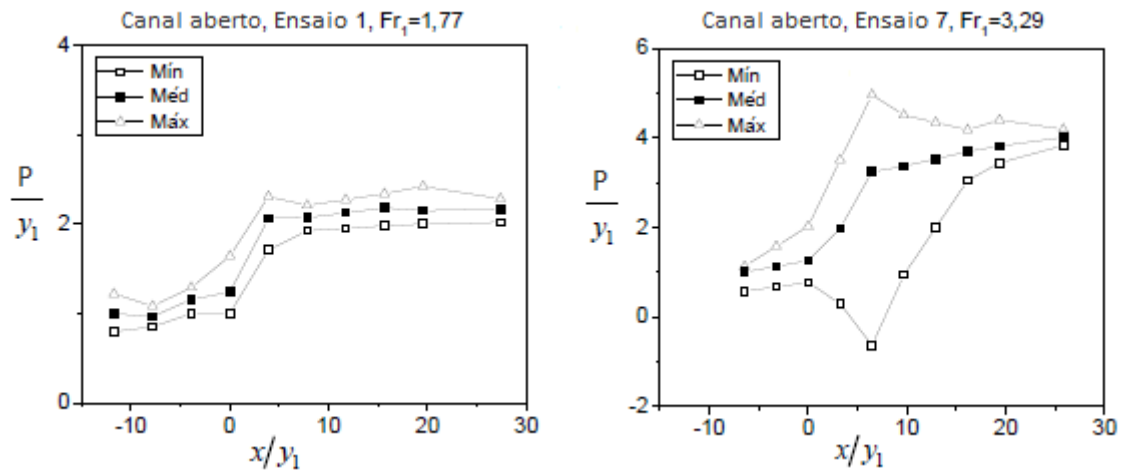 Canal aberto, Ensaio 1, Fr₁=1,77
4
Mín
Méd
Máx
P
y₁
2
0
-10
0
10
20
30
x/y₁
Canal aberto, Ensaio 7, Fr₁=3,29
6
Mín
Méd
Máx
4
P
y₁
2
0
-2
-10
0
10
20
30
x/y₁